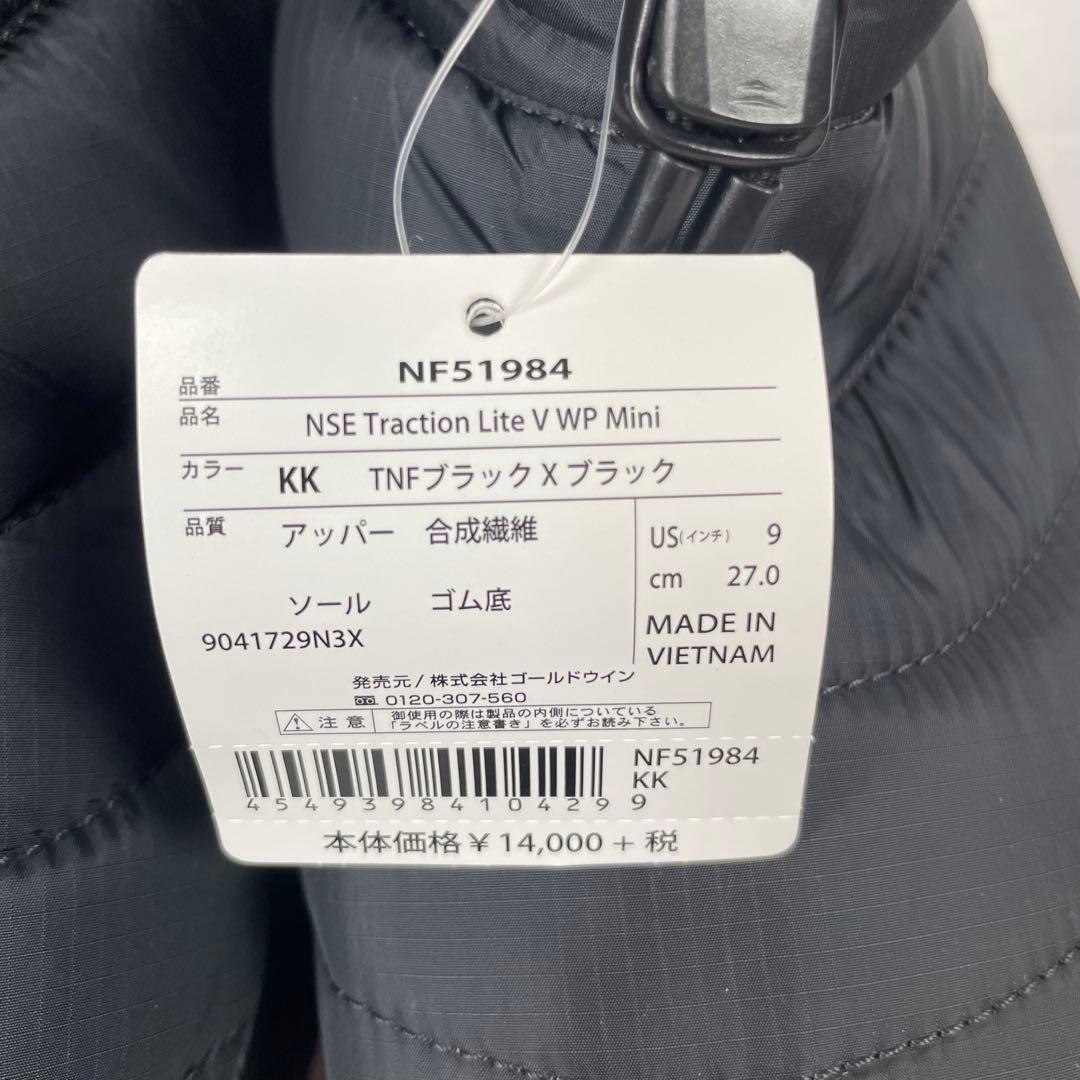 品番 NF51984
品名 NSE Traction Lite V WP Mini
カラー KK TNFブラック X ブラック
品質 アッパー 合成繊維
ソール ゴム底
9041729N3X
US(インチ) 9
cm 27.0
MADE IN
VIETNAM
発売元/株式会社ゴールドウイン
0120-307-560
注意
御使用の際は製品の内側についている
「ラベルの注意書き」を必ずお読み下さい。
4549398410429
NF51984
KK
9
本体価格¥14,000+税